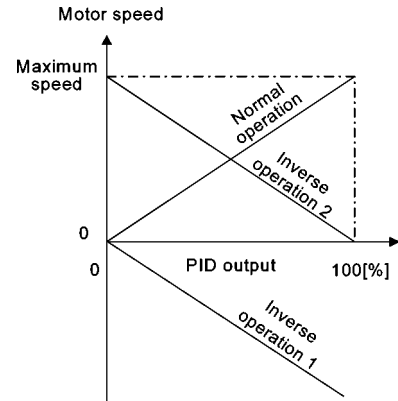 Motor speed
Maximum
speed
Normal
operation
Inverse
operation 2
0
0
PID output
100[%]
Inverse
operation 1